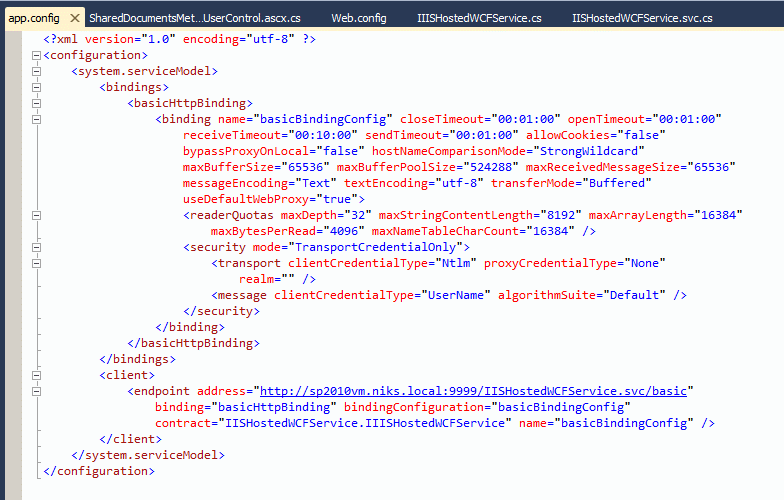 app.config SharedDocumentsMet...UserControl.ascx.cs Web.config IIISHostedWCFService.cs IISHostedWCFService.svc.cs
<?xml version="1.0" encoding="utf-8" ?>
<configuration>
<system.serviceModel>
<bindings>
<basicHttpBinding>
<binding name="basicBindingConfig" closeTimeout="00:01:00" openTimeout="00:01:00"
receiveTimeout="00:10:00" sendTimeout="00:01:00" allowCookies="false"
bypassProxyOnLocal="false" hostNameComparisonMode="StrongWildcard"
maxBufferSize="65536" maxBufferPoolSize="524288" maxReceivedMessageSize="65536"
messageEncoding="Text" textEncoding="utf-8" transferMode="Buffered"
useDefaultWebProxy="true">
<readerQuotas maxDepth="32" maxStringContentLength="8192" maxArrayLength="16384"
maxBytesPerRead="4096" maxNameTableCharCount="16384" />
<security mode="TransportCredentialOnly">
<transport clientCredentialType="Ntlm" proxyCredentialType="None"
realm="" />
<message clientCredentialType="UserName" algorithmSuite="Default" />
</security>
</binding>
</basicHttpBinding>
</bindings>
<client>
<endpoint address="http://sp2010vm.niks.local:9999/IISHostedWCFService.svc/basic"
binding="basicHttpBinding" bindingConfiguration="basicBindingConfig"
contract="IISHostedWCFService.IIISHostedWCFService" name="basicBindingConfig" />
</client>
</system.serviceModel>
</configuration>